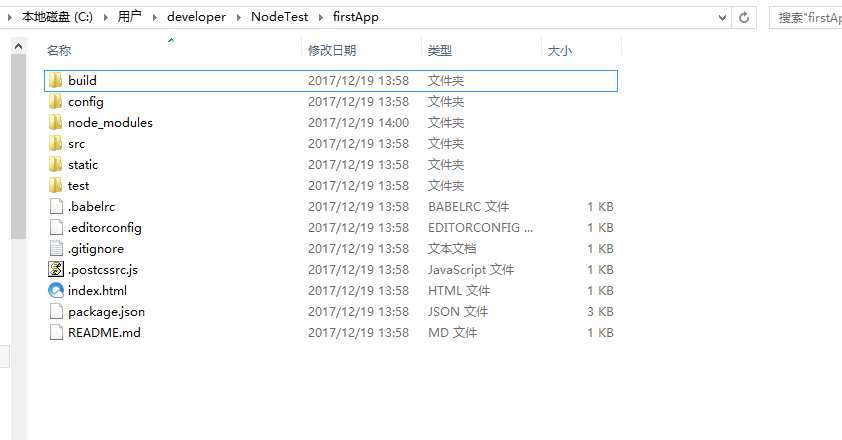 本地磁盘 (C:) 用户 developer NodeTest firstApp 搜索"firstAp
名称 修改日期 类型 大小
build 2017/12/19 13:58 文件夹
config 2017/12/19 13:58 文件夹
node_modules 2017/12/19 14:00 文件夹
src 2017/12/19 13:58 文件夹
static 2017/12/19 13:58 文件夹
test 2017/12/19 13:58 文件夹
.babelrc 2017/12/19 13:58 BABELRC 文件 1 KB
.editorconfig 2017/12/19 13:58 EDITORCONFIG ... 1 KB
.gitignore 2017/12/19 13:58 文本文档 1 KB
.postcssrc.js 2017/12/19 13:58 JavaScript 文件 1 KB
index.html 2017/12/19 13:58 HTML 文件 1 KB
package.json 2017/12/19 13:58 JSON 文件 3 KB
README.md 2017/12/19 13:58 MD 文件 1 KB